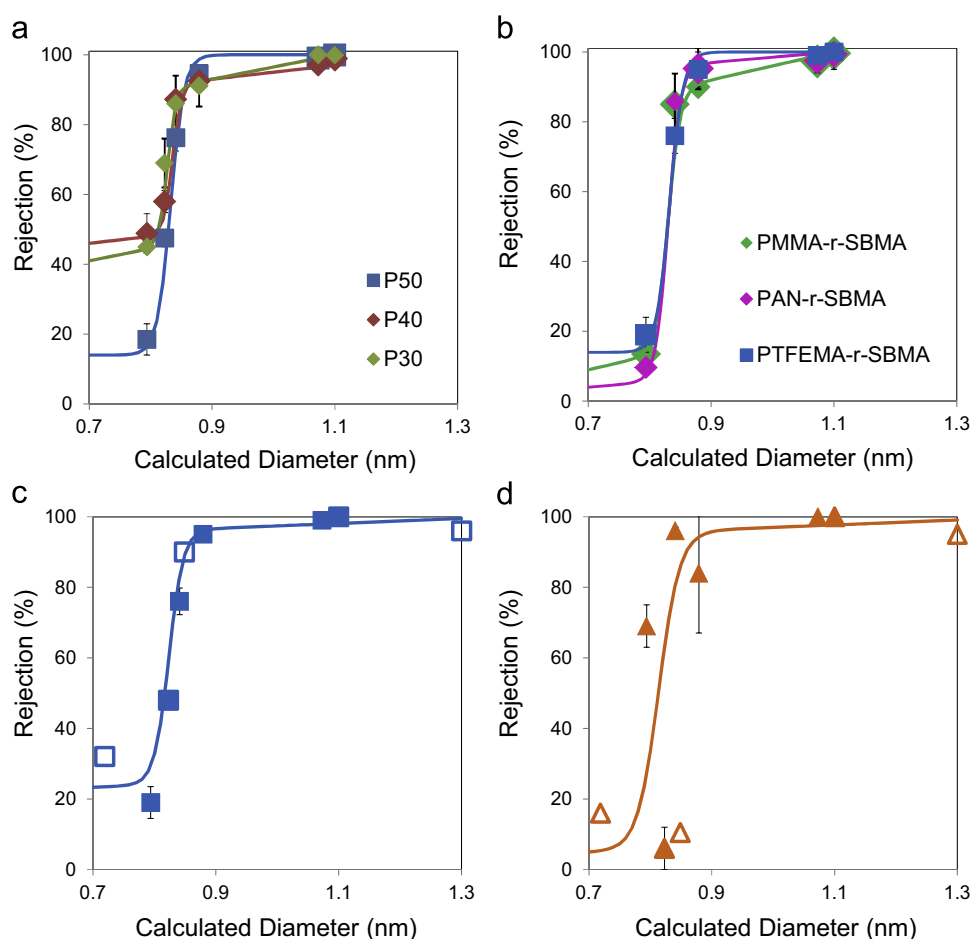 a
100
80
60
40
20
0
Rejection (%)
P50
P40
P30
0.7 0.9 1.1 1.3
Calculated Diameter (nm)
b
100
80
60
40
20
0
Rejection (%)
PMMA-r-SBMA
PAN-r-SBMA
PTFEMA-r-SBMA
0.7 0.9 1.1 1.3
Calculated Diameter (nm)
c
100
80
60
40
20
0
Rejection (%)
0.7 0.9 1.1 1.3
Calculated Diameter (nm)
d
100
80
60
40
20
0
Rejection (%)
0.7 0.9 1.1 1.3
Calculated Diameter (nm)